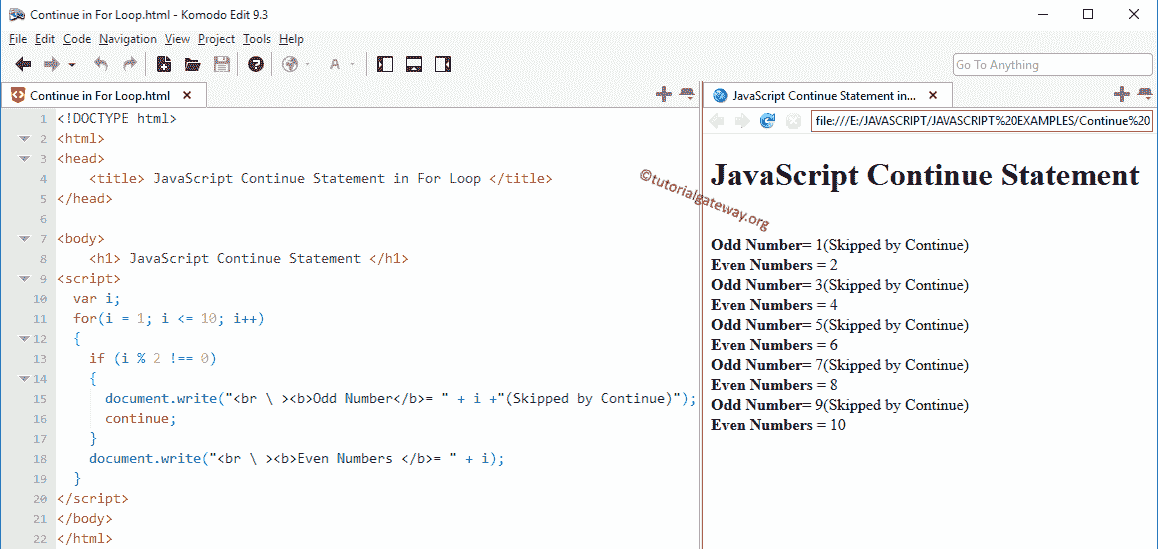 Continue in For Loop.html - Komodo Edit 9.3
File Edit Code Navigation View Project Tools Help
Go To Anything
Continue in For Loop.html
1 <!DOCTYPE html>
2 <html>
3 <head>
4 <title> JavaScript Continue Statement in For Loop </title>
5 </head>
6
7 <body>
8 <h1> JavaScript Continue Statement </h1>
9 <script>
10 var i;
11 for(i = 1; i <= 10; i++)
12 {
13 if (i % 2 !== 0)
14 {
15 document.write("<br \ ><b>Odd Number</b>= " + i +"(Skipped by Continue)");
16 continue;
17 }
18 document.write("<br \ ><b>Even Numbers </b>= " + i);
19 }
20 </script>
21 </body>
22 </html>
©tutorialgateway.org
JavaScript Continue Statement in...
file:///E:/JAVASCRIPT/JAVASCRIPT%20EXAMPLES/Continue%20
JavaScript Continue Statement
Odd Number= 1(Skipped by Continue)
Even Numbers = 2
Odd Number= 3(Skipped by Continue)
Even Numbers = 4
Odd Number= 5(Skipped by Continue)
Even Numbers = 6
Odd Number= 7(Skipped by Continue)
Even Numbers = 8
Odd Number= 9(Skipped by Continue)
Even Numbers = 10